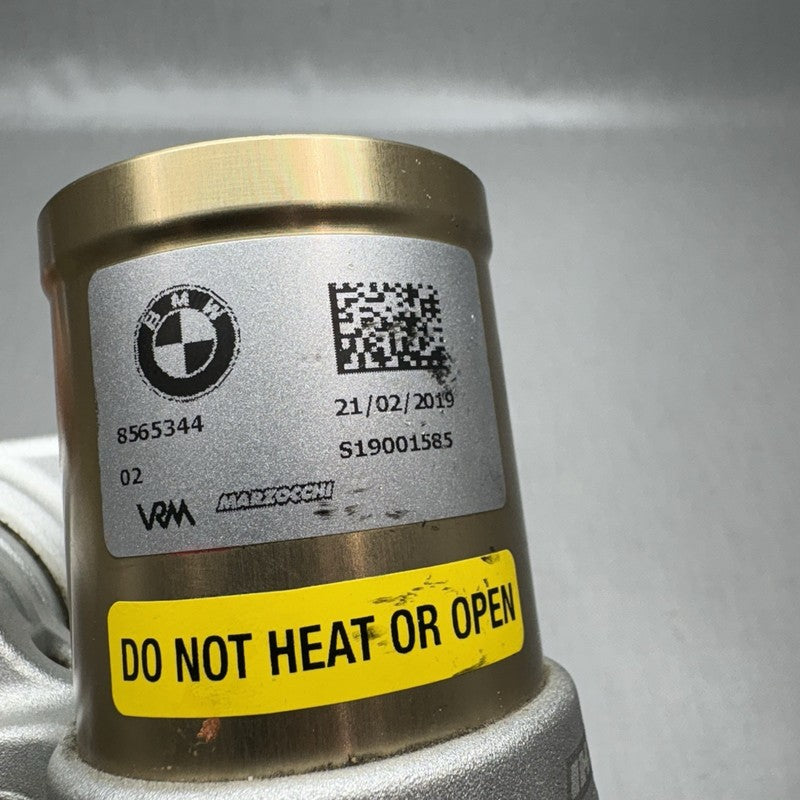 BMW
8565344
02
21/02/2019
S19001585
VRM MARZOCCHI
DO NOT HEAT OR OPEN